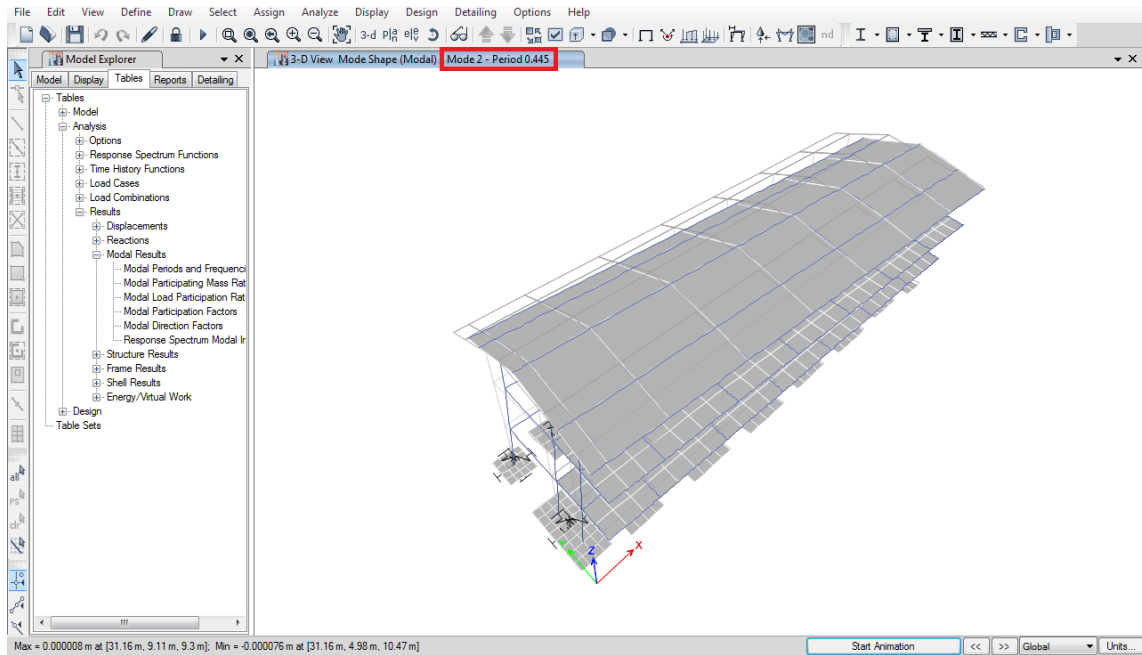 File Edit View Define Draw Select Assign Analyze Display Design Detailing Options Help
3-d nd
Model Explorer
3-D View Mode Shape (Modal) Mode 2 - Period 0.445
Model Display Tables Reports Detailing
Tables
Model
Analysis
Options
Response Spectrum Functions
Time History Functions
Load Cases
Load Combinations
Results
Displacements
Reactions
Modal Results
Modal Periods and Frequenci
Modal Participating Mass Rat
Modal Load Participation Rat
Modal Participation Factors
Modal Direction Factors
Response Spectrum Modal Ir
Structure Results
Frame Results
Shell Results
Energy/Virtual Work
Design
Table Sets
all
ps
clr
Z
X
Max = 0.000008 m at [31.16 m, 9.11 m, 9.3 m]; Min = -0.000076 m at [31.16 m, 4.98 m, 10.47 m]
Start Animation << >> Global Units...